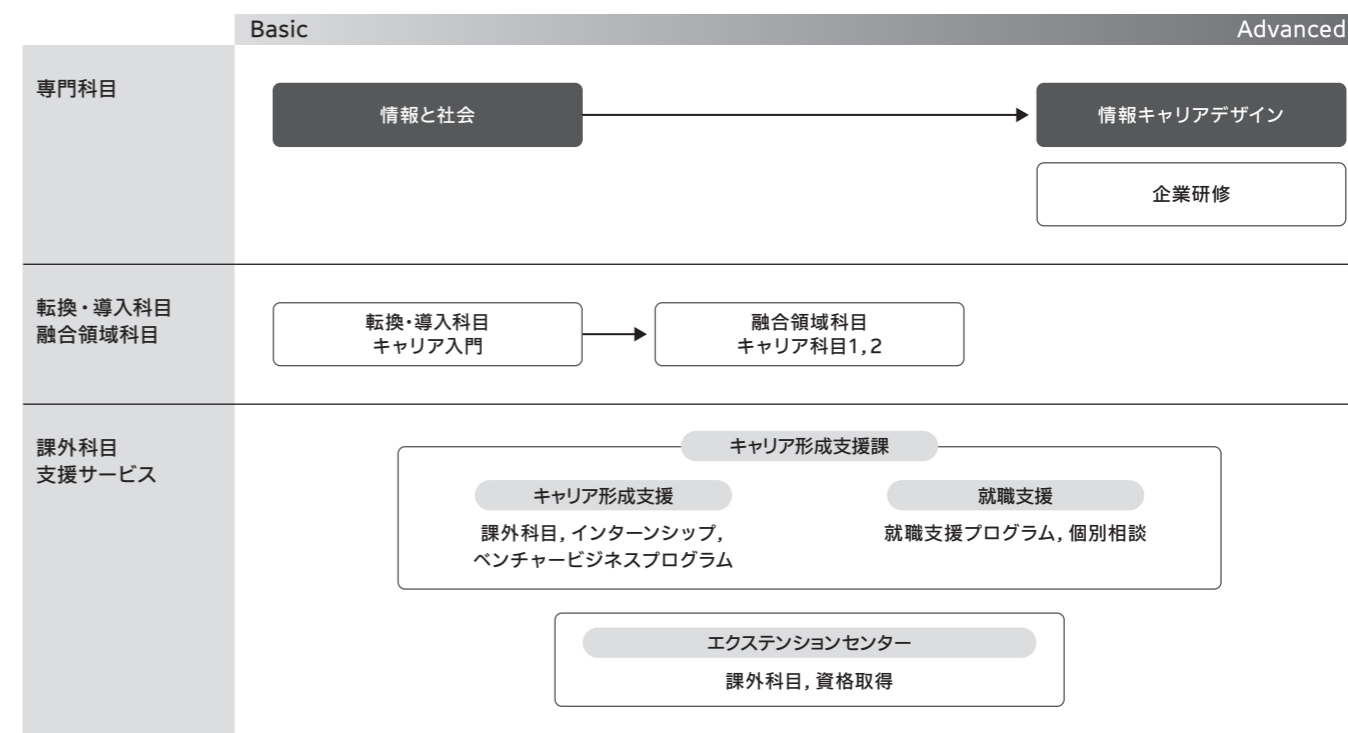 Basic
Advanced
専門科目
情報と社会
情報キャリアデザイン
企業研修
転換・導入科目
融合領域科目
転換・導入科目
キャリア入門
融合領域科目
キャリア科目1,2
課外科目
支援サービス
キャリア形成支援課
キャリア形成支援
課外科目, インターンシップ,
ベンチャービジネスプログラム
就職支援
就職支援プログラム, 個別相談
エクステンションセンター
課外科目, 資格取得